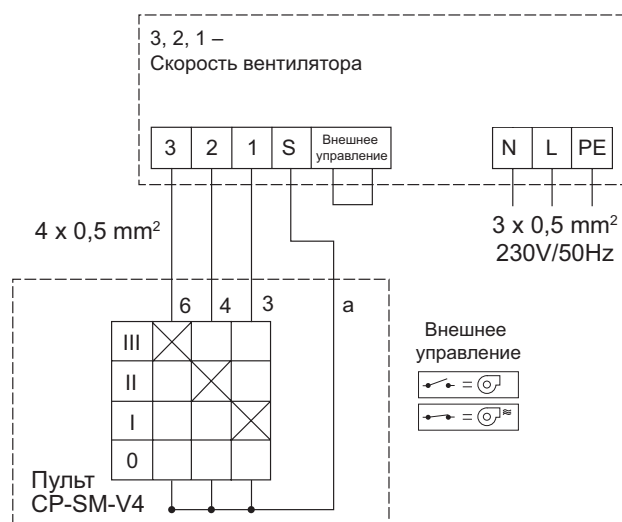 3, 2, 1 –
Скорость вентилятора
3 2 1 S Внешнее управление N L PE
4 x 0,5 mm²
3 x 0,5 mm²
230V/50Hz
6 4 3 a
III
II
I
0
Внешнее
управление
=
= ≈
Пульт
CP-SM-V4